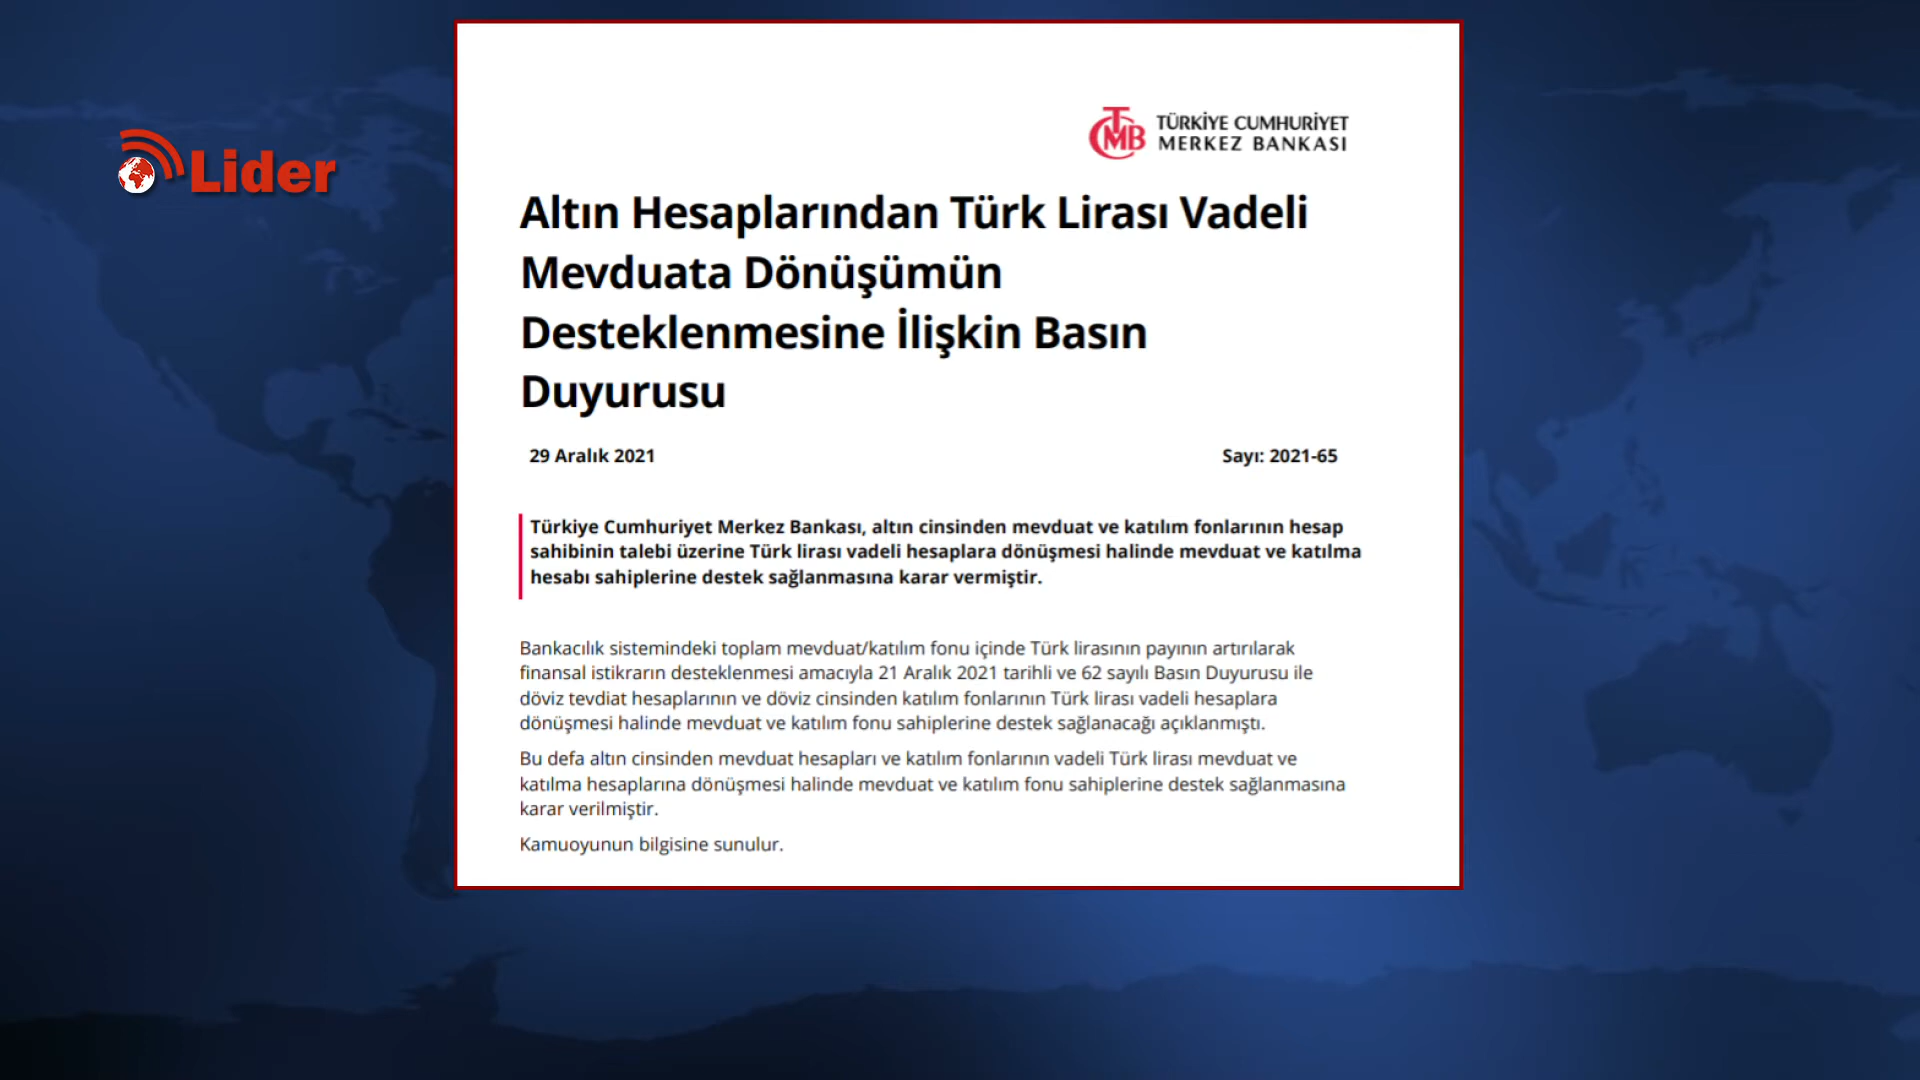 Lider
TCMB
TÜRKİYE CUMHURİYET
MERKEZ BANKASI
Altın Hesaplarından Türk Lirası Vadeli
Mevduata Dönüşümün
Desteklenmesine İlişkin Basın
Duyurusu
29 Aralık 2021 Sayı: 2021-65
Türkiye Cumhuriyet Merkez Bankası, altın cinsinden mevduat ve katılım fonlarının hesap
sahibinin talebi üzerine Türk lirası vadeli hesaplara dönüşmesi halinde mevduat ve katılma
hesabı sahiplerine destek sağlanmasına karar vermiştir.
Bankacılık sistemindeki toplam mevduat/katılım fonu içinde Türk lirasının payının artırılarak
finansal istikrarın desteklenmesi amacıyla 21 Aralık 2021 tarihli ve 62 sayılı Basın Duyurusu ile
döviz tevdiat hesaplarının ve döviz cinsinden katılım fonlarının Türk lirası vadeli hesaplara
dönüşmesi halinde mevduat ve katılım fonu sahiplerine destek sağlanacağı açıklanmıştı.
Bu defa altın cinsinden mevduat hesapları ve katılım fonlarının vadeli Türk lirası mevduat ve
katılma hesaplarına dönüşmesi halinde mevduat ve katılım fonu sahiplerine destek sağlanmasına
karar verilmiştir.
Kamuoyunun bilgisine sunulur.